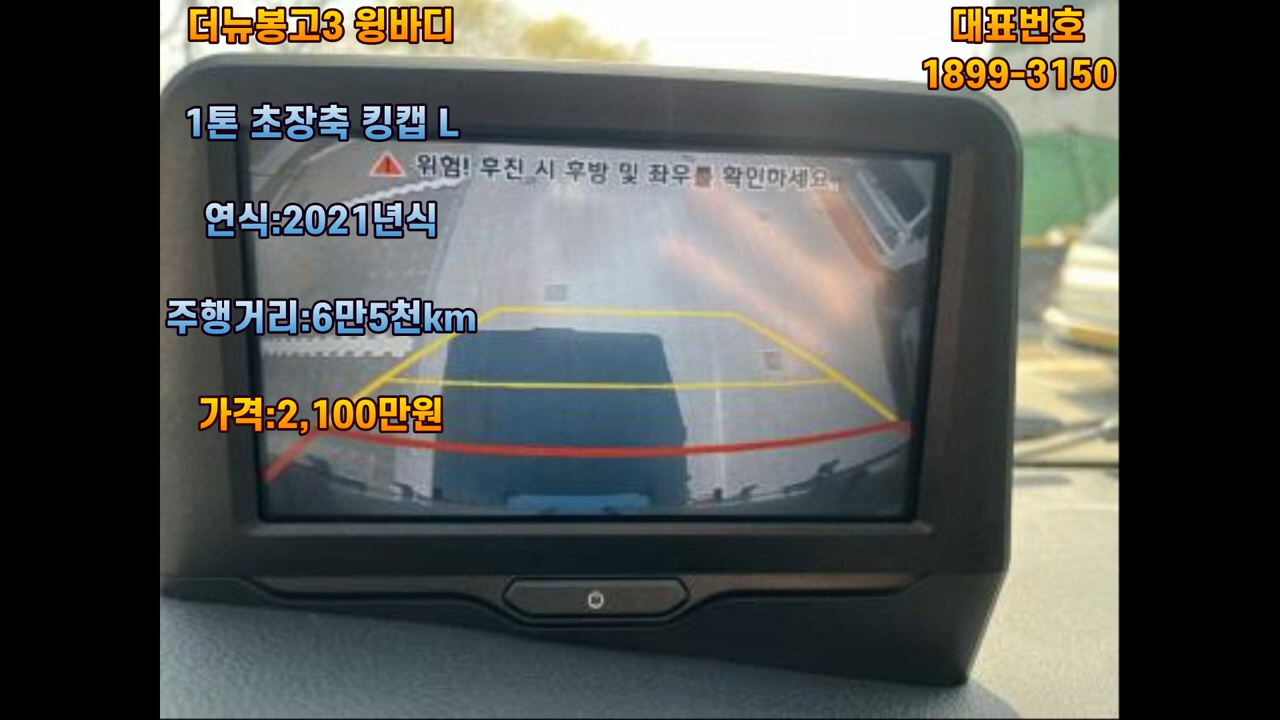 더뉴봉고3 윙바디
대표번호
1899-3150
1톤 초장축 킹캡 L
위험! 후진 시 후방 및 좌우를 확인하세요.
연식:2021년식
주행거리:6만5천km
가격:2,100만원